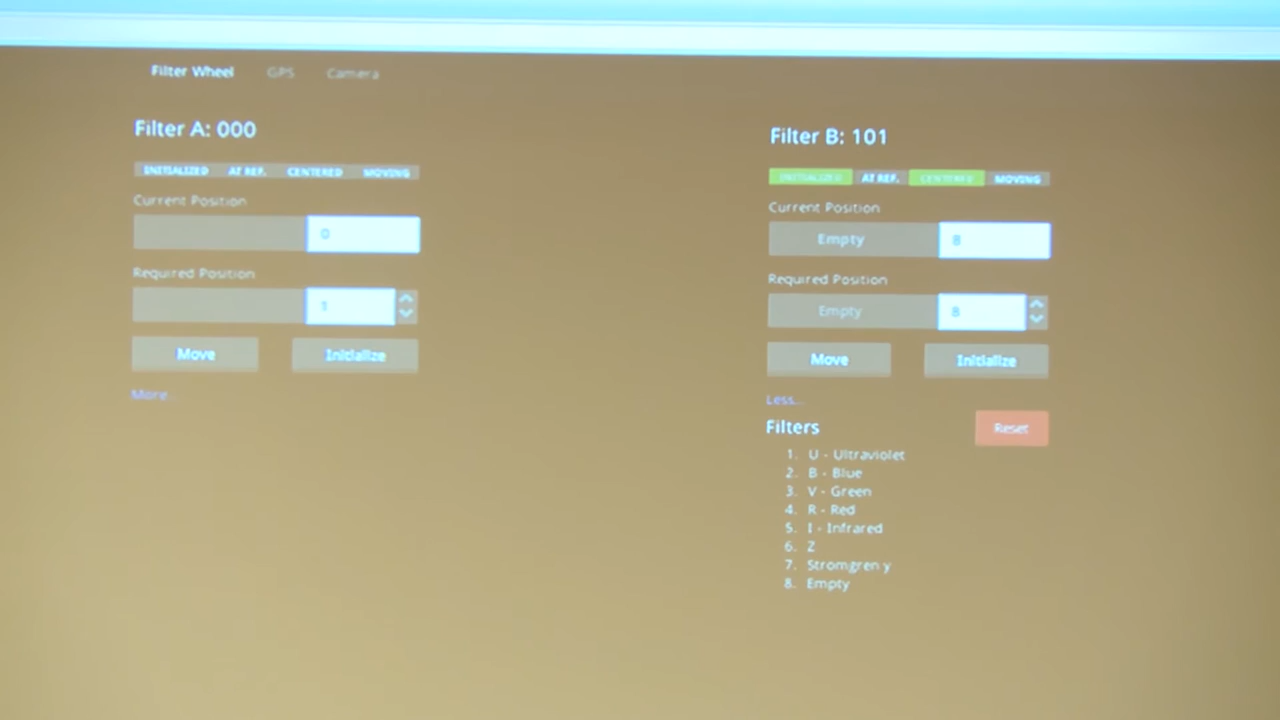 Filter Wheel GPS Camera
Filter A: 000
INITIALIZED AT REF. CENTERED MOVING
Current Position
0
Required Position
1
Move Initialize
More...
Filter B: 101
INITIALIZED AT REF. CENTERED MOVING
Current Position
Empty 8
Required Position
Empty 8
Move Initialize
Less...
Filters Reset
1. U - Ultraviolet
2. B - Blue
3. V - Green
4. R - Red
5. I - Infrared
6. Z
7. Stromgren y
8. Empty